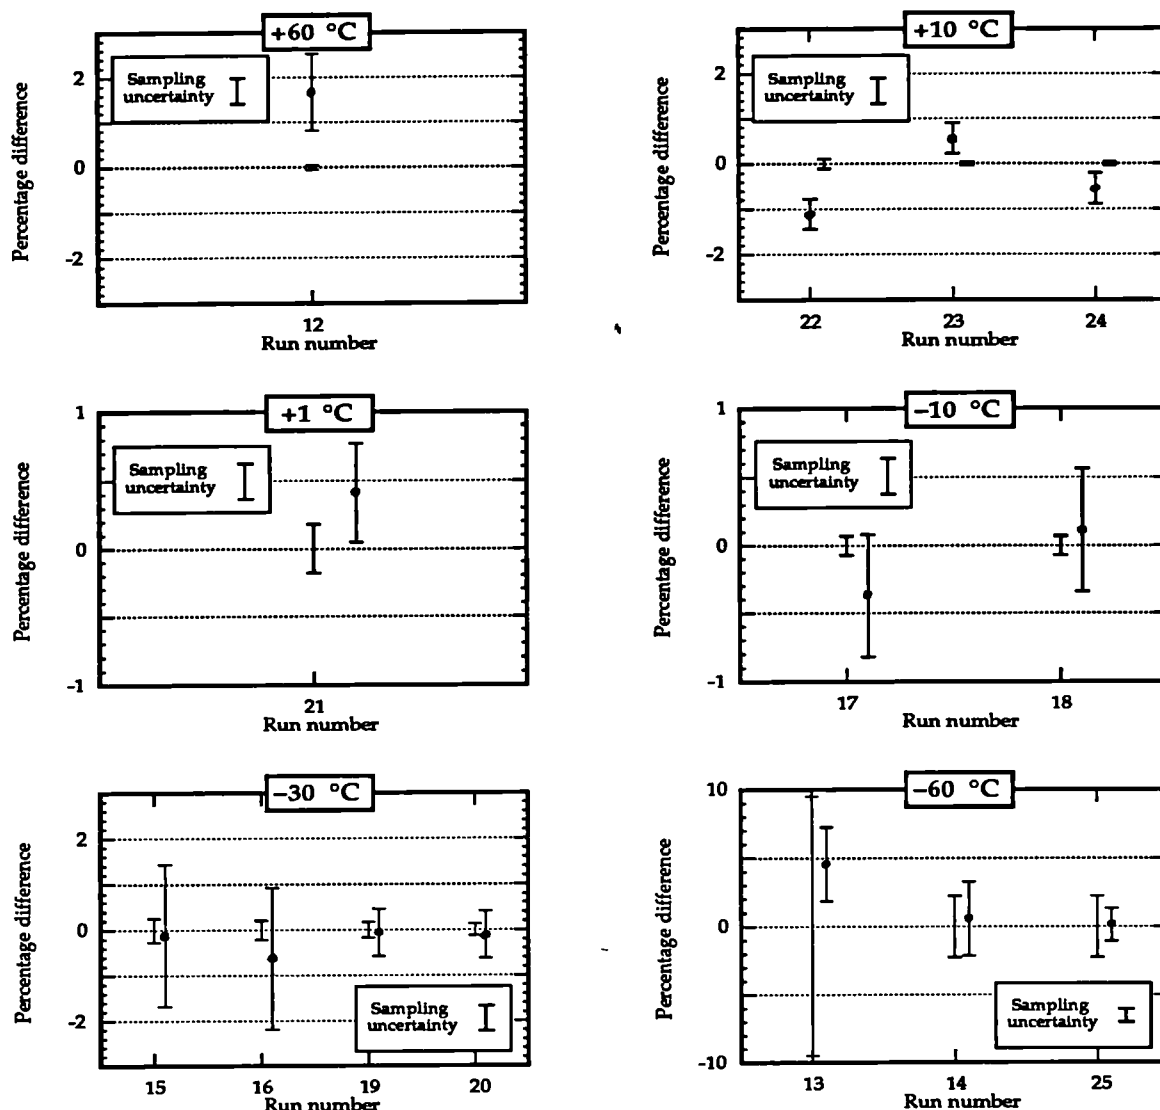 +60 °C
Percentage difference
Sampling
uncertainty
2
0
-2
12
Run number
+10 °C
Percentage difference
Sampling
uncertainty
2
0
-2
22 23 24
Run number
+1 °C
Percentage difference
1
Sampling
uncertainty
0
-1
21
Run number
–10 °C
Percentage difference
1
Sampling
uncertainty
0
-1
17 18
Run number
–30 °C
Percentage difference
2
0
-2
Sampling
uncertainty
15 16 19 20
Run number
–60 °C
Percentage difference
10
0
-10
Sampling
uncertainty
13 14 25
Run number